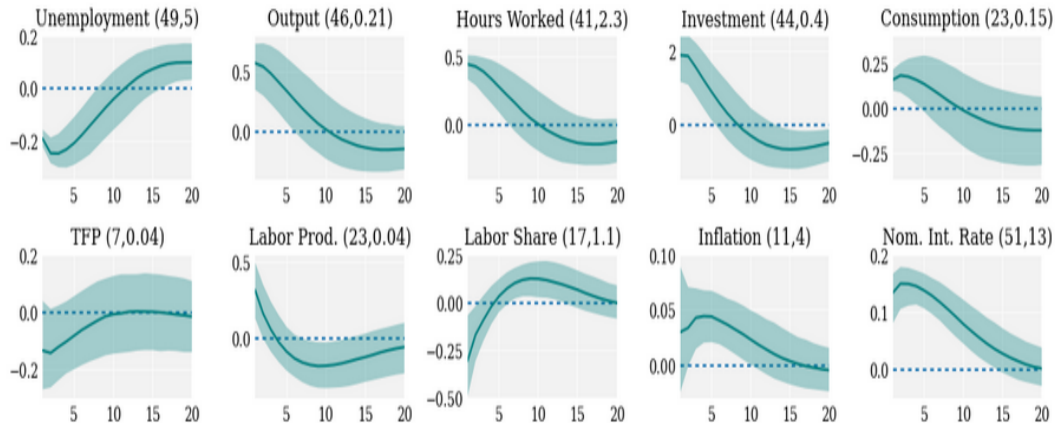 Unemployment (49,5) Output (46,0.21) Hours Worked (41,2.3) Investment (44,0.4) Consumption (23,0.15)
0.2
0.0
−0.2
5 10 15 20
0.5
0.0
5 10 15 20
0.5
0.0
5 10 15 20
2
0
5 10 15 20
0.25
0.00
−0.25
5 10 15 20
TFP (7,0.04) Labor Prod. (23,0.04) Labor Share (17,1.1) Inflation (11,4) Nom. Int. Rate (51,13)
0.2
0.0
−0.2
5 10 15 20
0.5
0.0
5 10 15 20
0.25
0.00
−0.25
−0.50
5 10 15 20
0.10
0.05
0.00
5 10 15 20
0.2
0.1
0.0
5 10 15 20